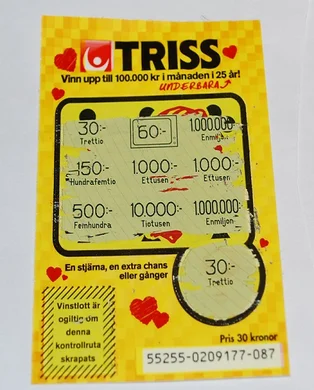 TRISS
Vinn upp till 100.000 kr i månaden i 25 år!
UNDERBARA
30:- 60:- 1.000.000
Trettio Enmiljon
150:- 1.000:- 1.000:-
Hundrafemtio Ettusen Ettusen
500:- 10.000:- 1.000.000
Femhundra Tiotusen Enmiljon
En stjärna, en extra chans
eller gånger
30:-
Trettio
Vinstlott är
ogiltig om
denna
kontrollruta
skrapats
Pris 30 kronor
55255-0209177-087